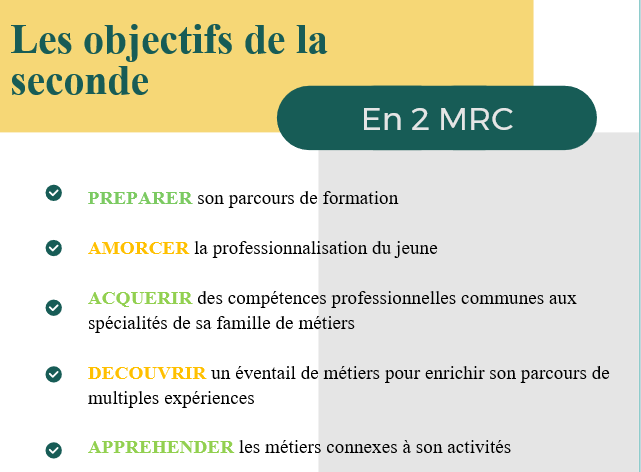 Les objectifs de la
seconde
En 2 MRC
PREPARER son parcours de formation
AMORCER la professionnalisation du jeune
ACQUERIR des compétences professionnelles communes aux
spécialités de sa famille de métiers
DECOUVRIR un éventail de métiers pour enrichir son parcours de
multiples expériences
APPREHENDER les métiers connexes à son activités